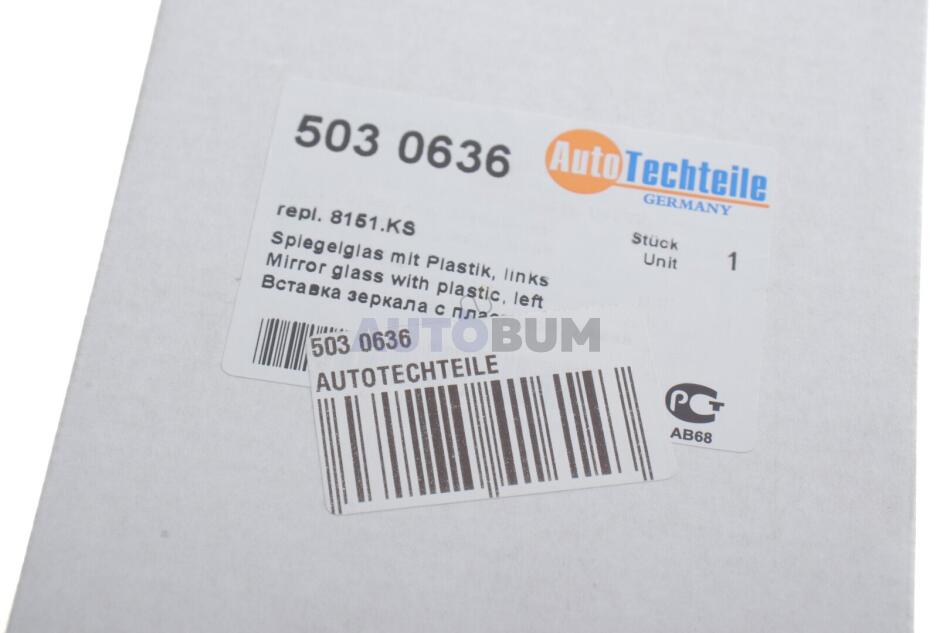 503 0636
AutoTechteile
GERMANY
repl. 8151.KS
Stück
Unit 1
Spiegelglas mit Plastik, links
Mirror glass with plastic, left
Вставка зеркала с
AUTOBUM
503 0636
AUTOTECHTEILE
РСТ
AB68